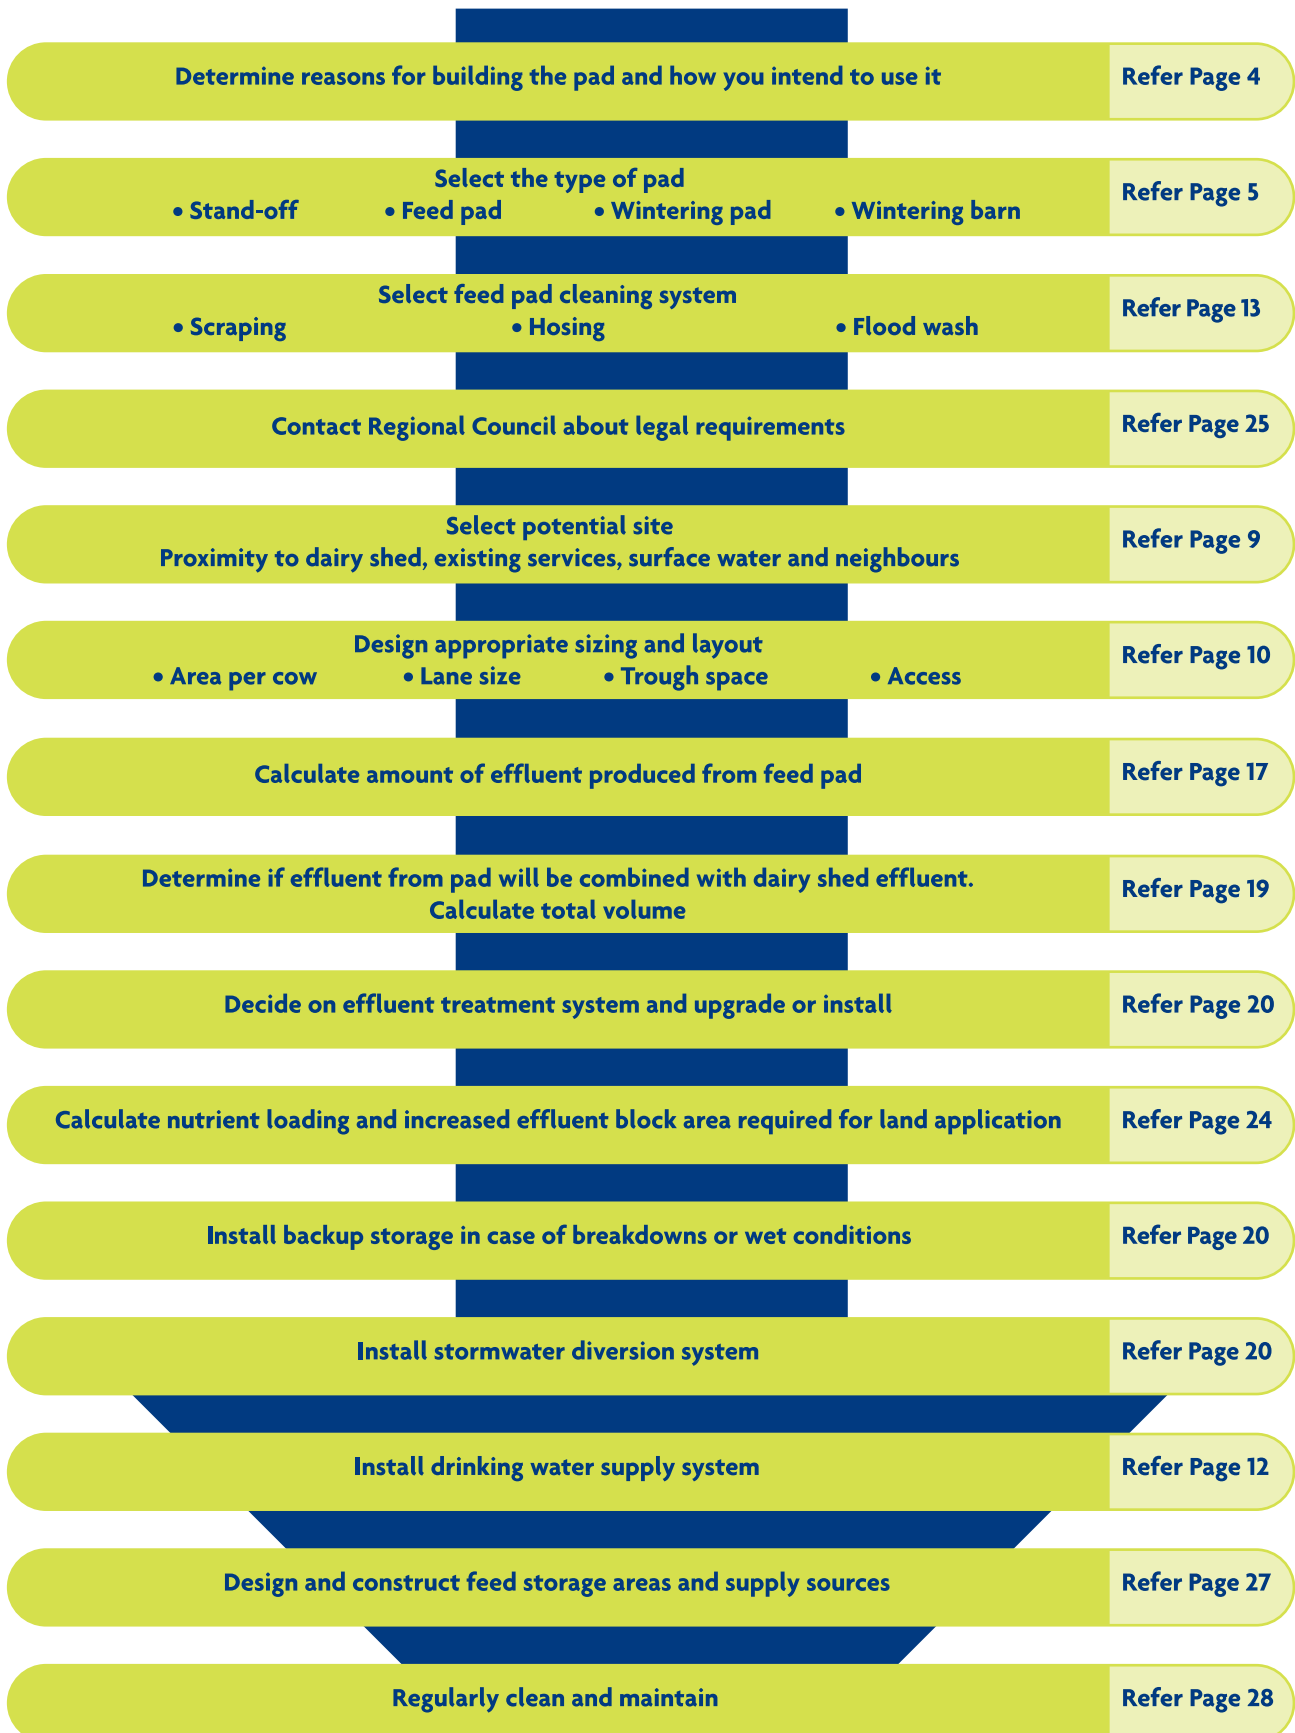 Determine reasons for building the pad and how you intend to use it
Refer Page 4
Select the type of pad
Refer Page 5
• Stand-off • Feed pad • Wintering pad • Wintering barn
Select feed pad cleaning system
Refer Page 13
• Scraping • Hosing • Flood wash
Contact Regional Council about legal requirements
Refer Page 25
Select potential site
Refer Page 9
Proximity to dairy shed, existing services, surface water and neighbours
Design appropriate sizing and layout
Refer Page 10
• Area per cow • Lane size • Trough space • Access
Calculate amount of effluent produced from feed pad
Refer Page 17
Determine if effluent from pad will be combined with dairy shed effluent.
Refer Page 19
Calculate total volume
Decide on effluent treatment system and upgrade or install
Refer Page 20
Calculate nutrient loading and increased effluent block area required for land application
Refer Page 24
Install backup storage in case of breakdowns or wet conditions
Refer Page 20
Install stormwater diversion system
Refer Page 20
Install drinking water supply system
Refer Page 12
Design and construct feed storage areas and supply sources
Refer Page 27
Regularly clean and maintain
Refer Page 28